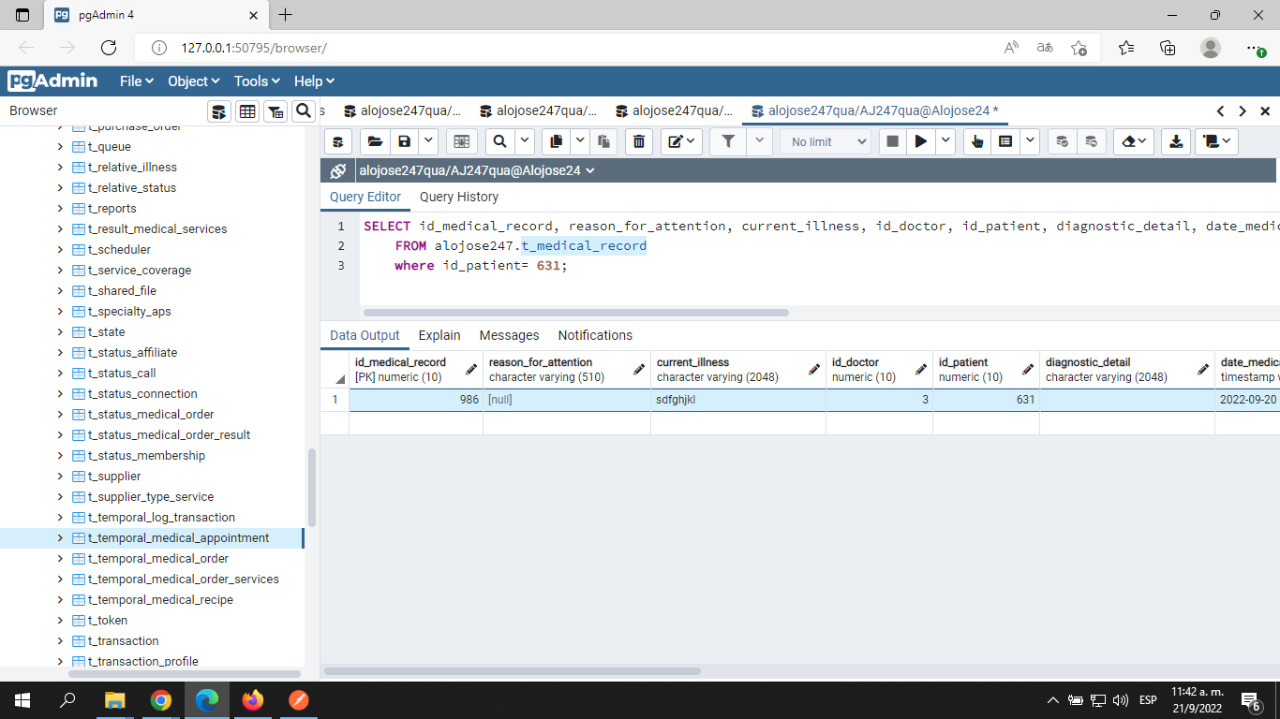 pgAdmin 4
127.0.0.1:50795/browser/
pgAdmin File Object Tools Help
Browser
s alojose247qua/... alojose247qua/... alojose247qua/... alojose247qua/AJ247qua@Alojose24 *
No limit
alojose247qua/AJ247qua@Alojose24
Query Editor Query History
1 SELECT id_medical_record, reason_for_attention, current_illness, id_doctor, id_patient, diagnostic_detail, date_medic
2 FROM alojose247.t_medical_record
3 where id_patient= 631;
Data Output Explain Messages Notifications
id_medical_record
[PK] numeric (10)
reason_for_attention
character varying (510)
current_illness
character varying (2048)
id_doctor
numeric (10)
id_patient
numeric (10)
diagnostic_detail
character varying (2048)
date_medica
timestamp w
1 986 [null] sdfghjkl 3 631 2022-09-20
t_purchase_order
t_queue
t_relative_illness
t_relative_status
t_reports
t_result_medical_services
t_scheduler
t_service_coverage
t_shared_file
t_specialty_aps
t_state
t_status_affiliate
t_status_call
t_status_connection
t_status_medical_order
t_status_medical_order_result
t_status_membership
t_supplier
t_supplier_type_service
t_temporal_log_transaction
t_temporal_medical_appointment
t_temporal_medical_order
t_temporal_medical_order_services
t_temporal_medical_recipe
t_token
t_transaction
t_transaction_profile
ESP
11:42 a. m.
21/9/2022
6